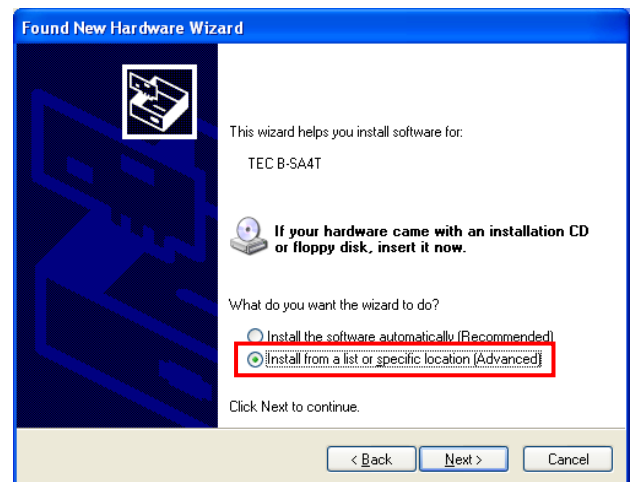 Found New Hardware Wizard
This wizard helps you install software for:
TEC B-SA4T
If your hardware came with an installation CD
or floppy disk, insert it now.
What do you want the wizard to do?
Install the software automatically (Recommended)
Install from a list or specific location (Advanced)
Click Next to continue.
< Back Next > Cancel